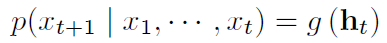 p(x_{t+1} | x_1, ⋯ , x_t) = g (𝐡_t)